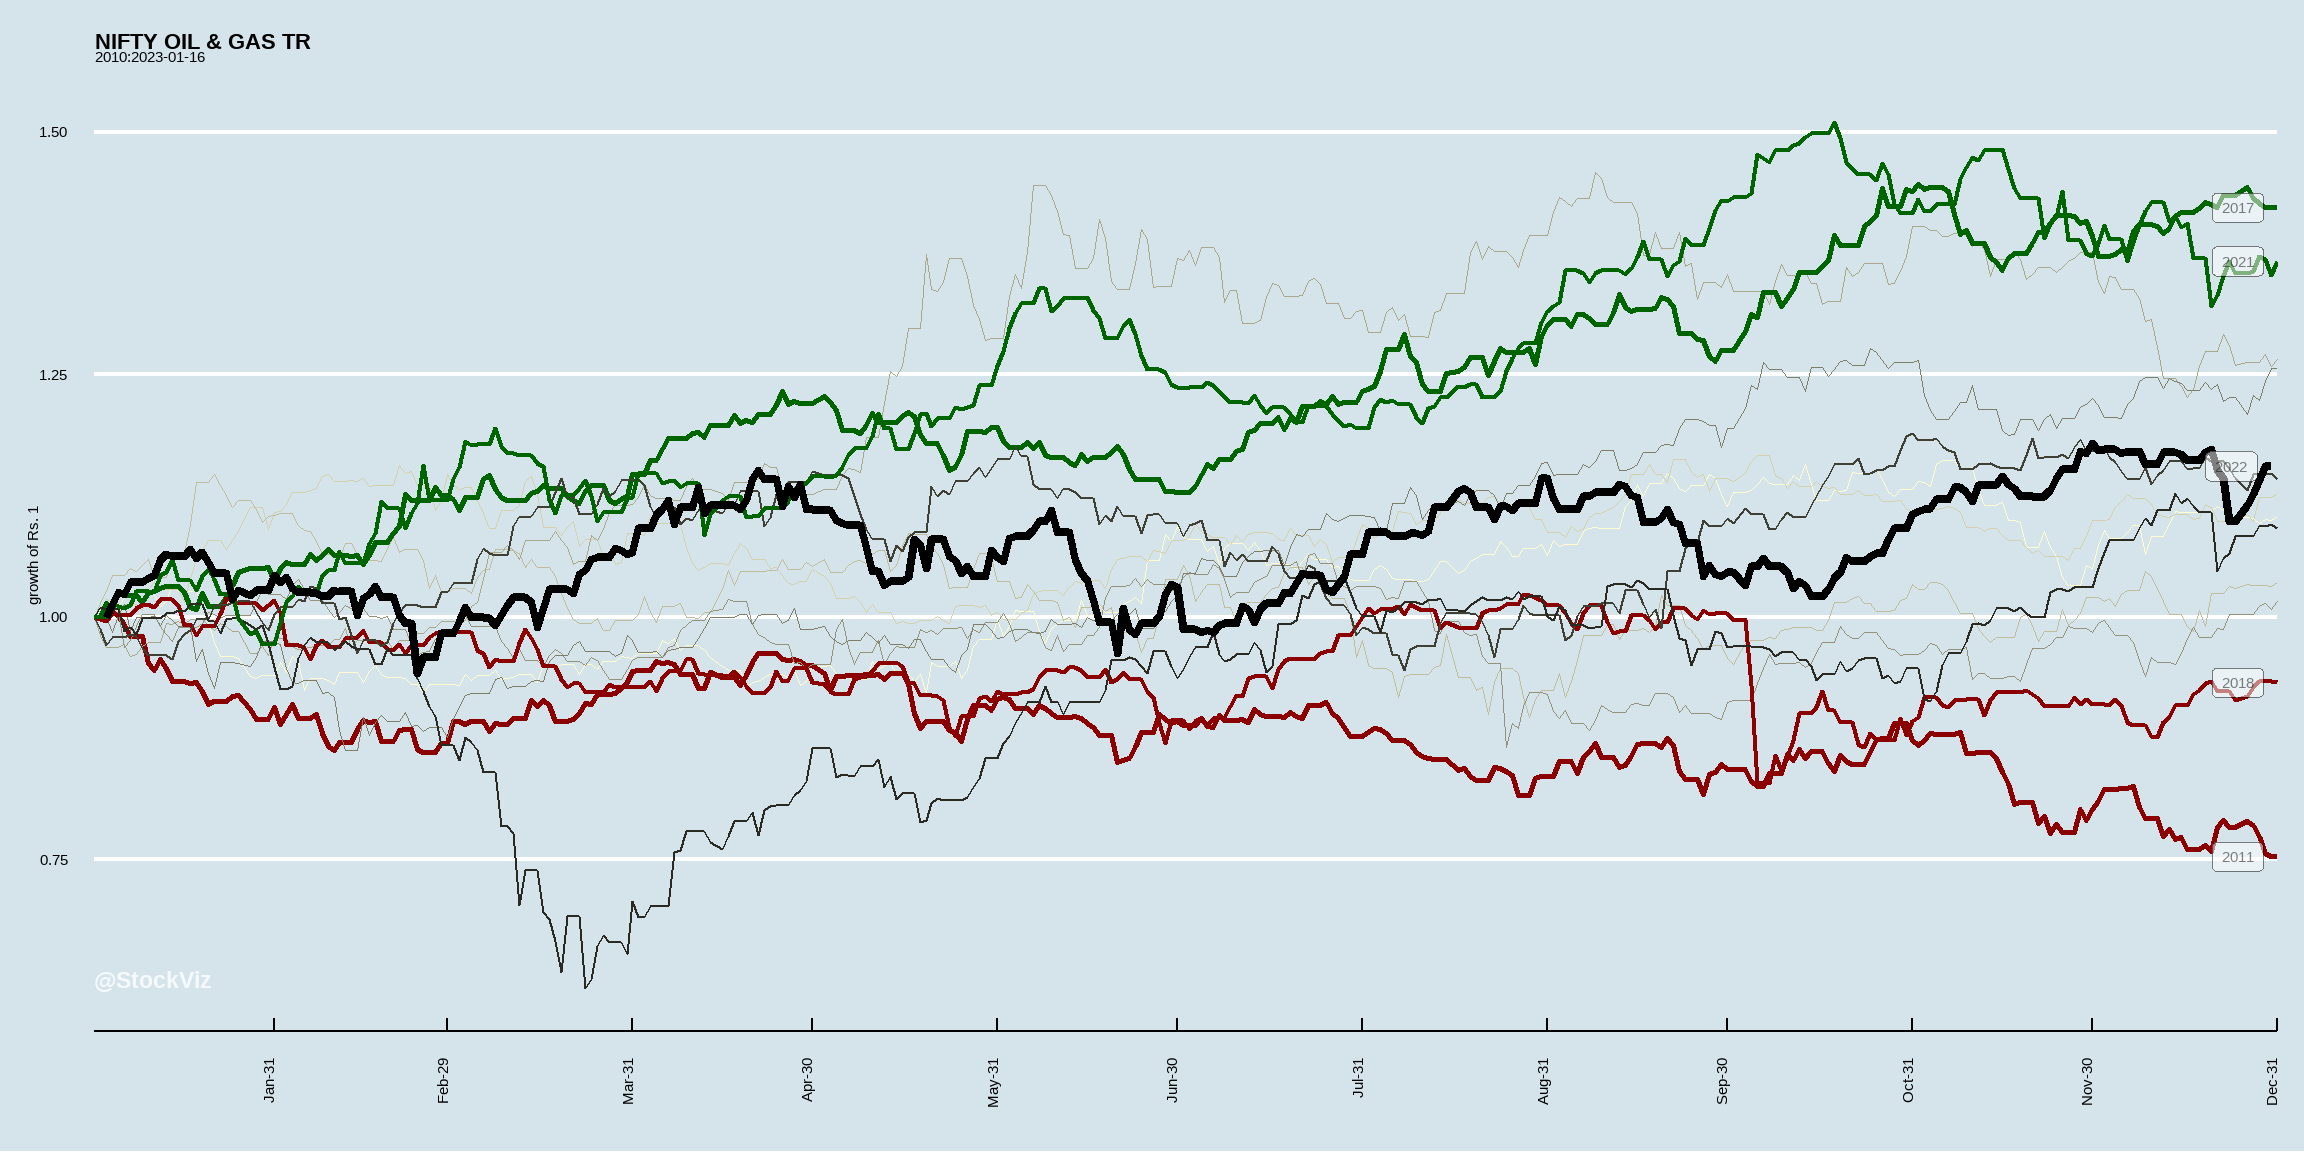 NIFTY OIL & GAS TR
2010:2023-01-16
1.50
1.25
1.00
0.75
growth of Rs. 1
2017
2021
2022
2018
2011
@StockViz
Jan-31
Feb-29
Mar-31
Apr-30
May-31
Jun-30
Jul-31
Aug-31
Sep-30
Oct-31
Nov-30
Dec-31